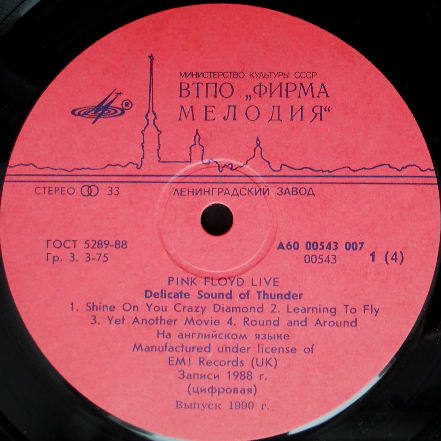 МИНИСТЕРСТВО КУЛЬТУРЫ СССР
ВТПО „ФИРМА
МЕЛОДИЯ“
СТЕРЕО 33
ЛЕНИНГРАДСКИЙ ЗАВОД
ГОСТ 5289-88
Гр. 3. 3-75
А60 00543 007
00543
1 (4)
PINK FLOYD LIVE
Delicate Sound of Thunder
1. Shine On You Crazy Diamond 2. Learning To Fly
3. Yet Another Movie 4. Round and Around
На английском языке
Manufactured under license of
EMI Records (UK)
Записи 1988 г.
(цифровая)
Выпуск 1990 г.